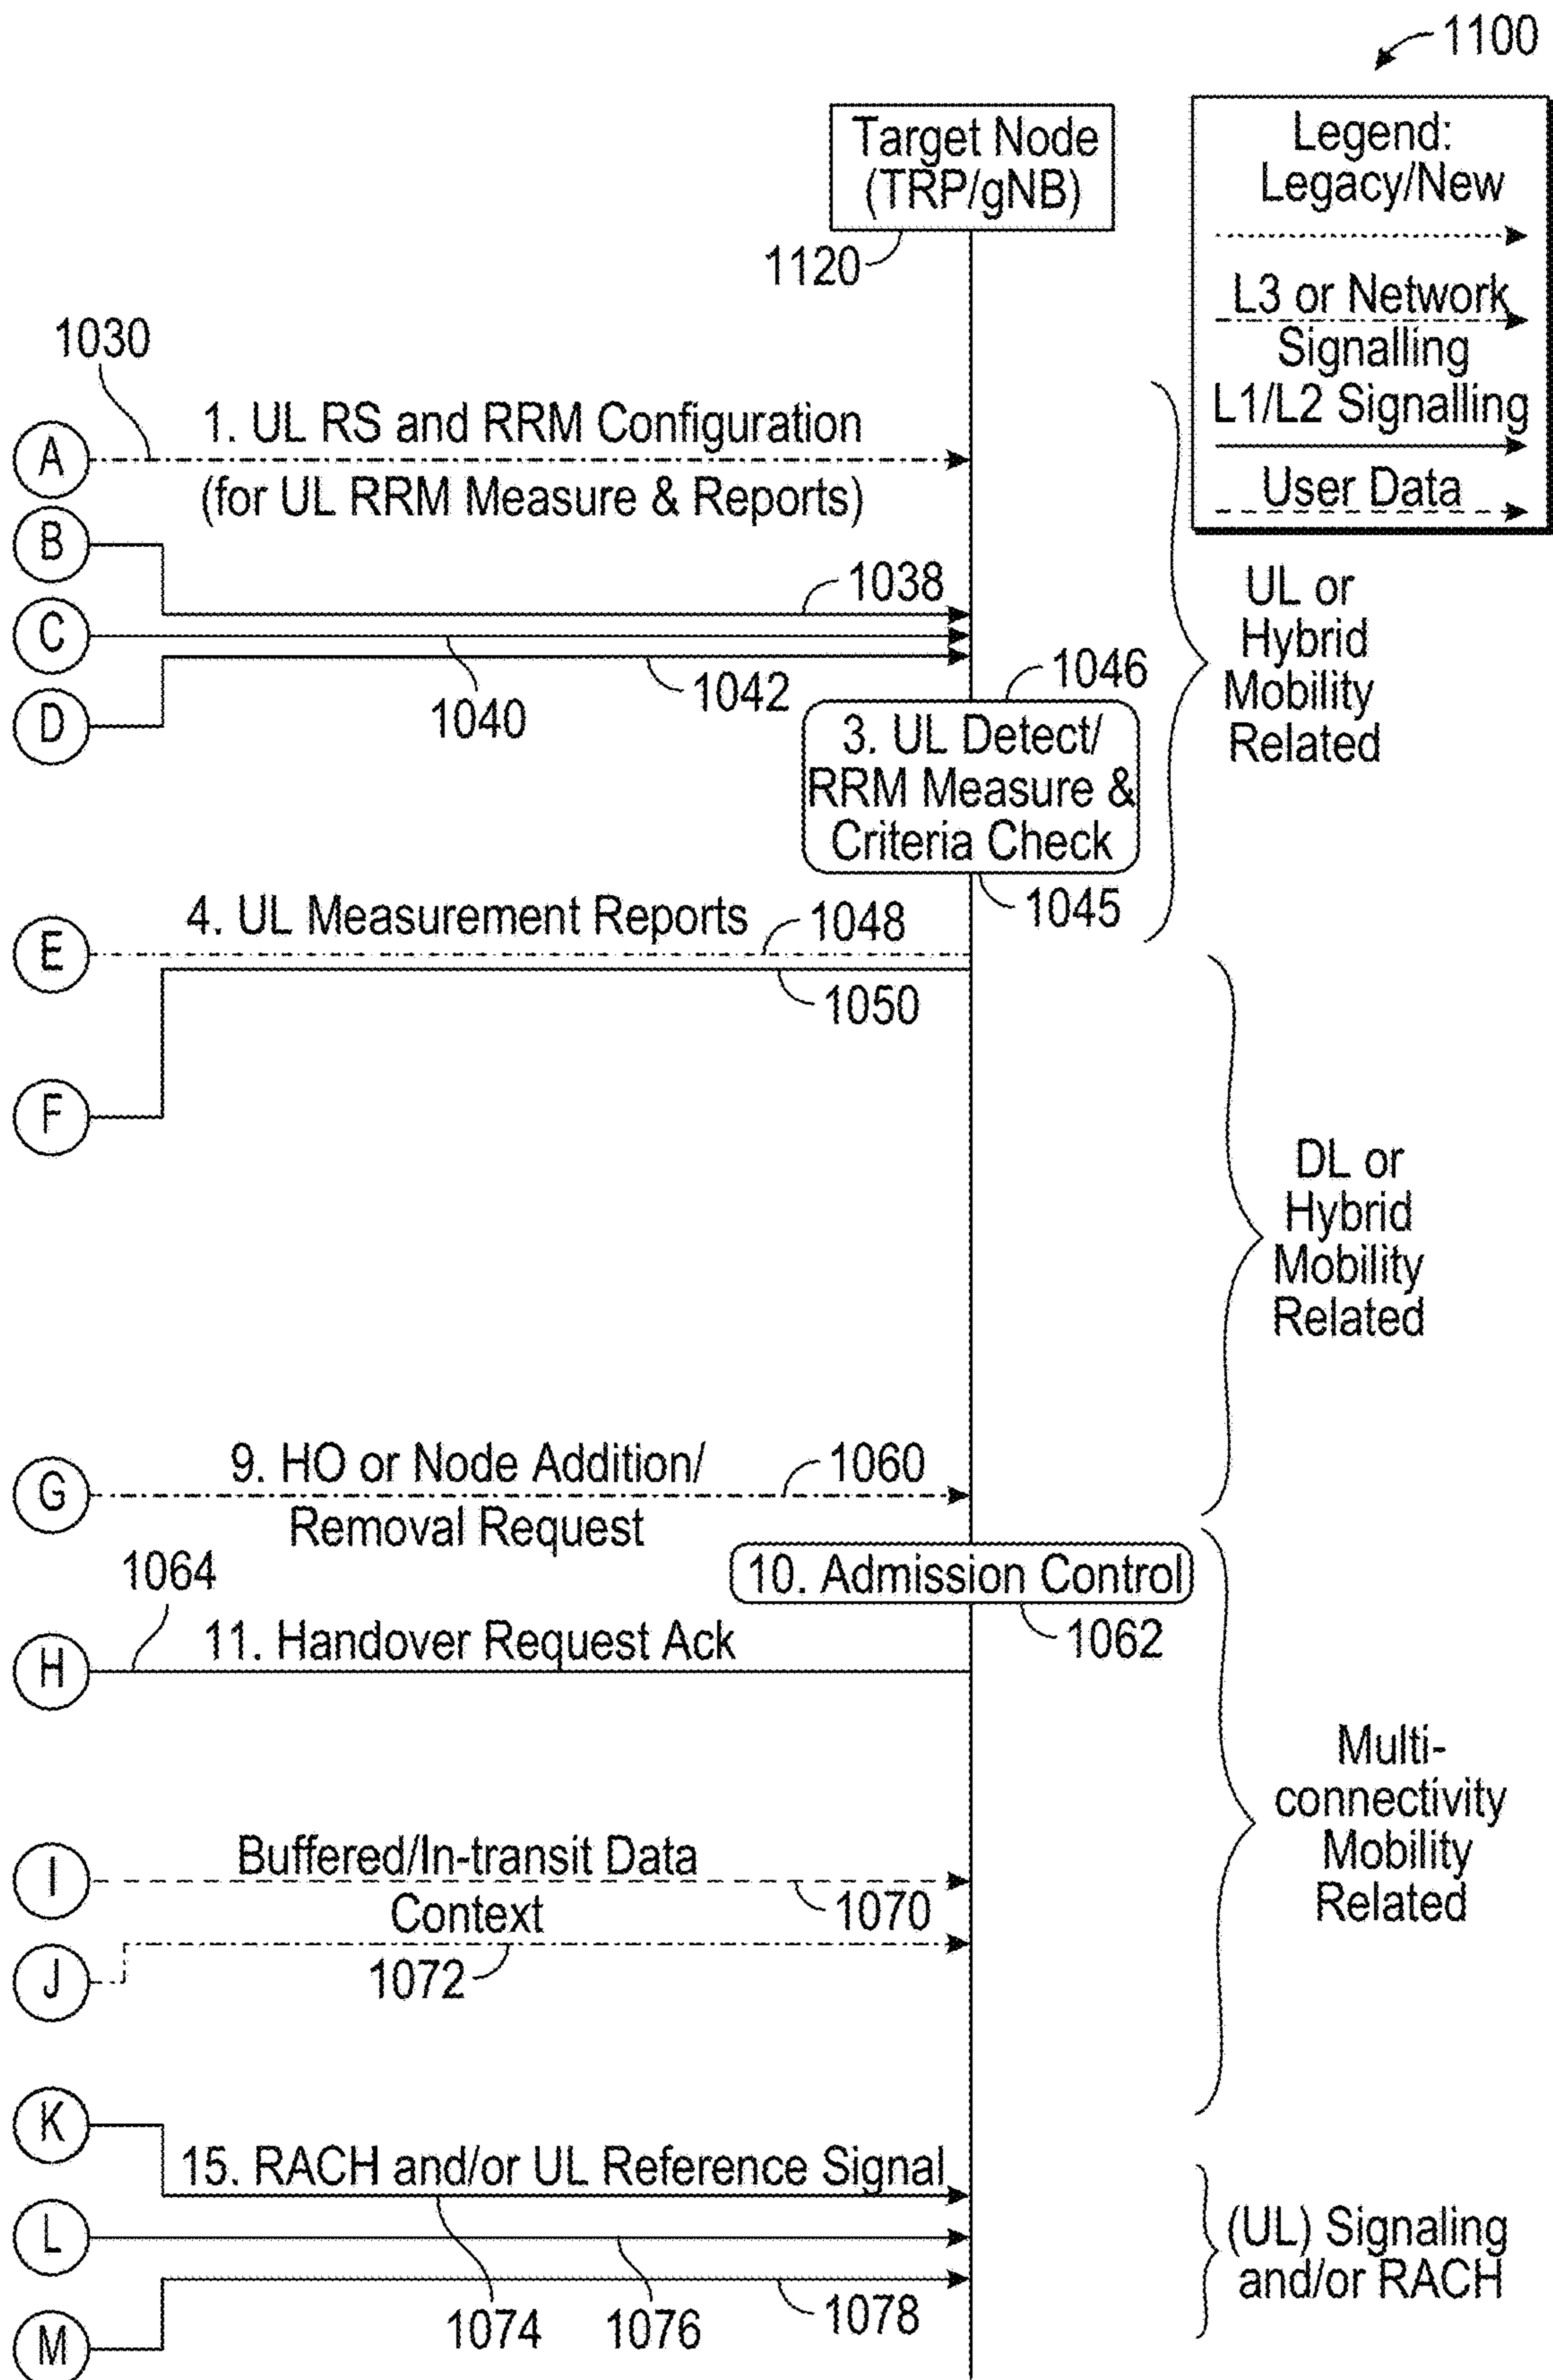 1100
Target Node
(TRP/gNB)
1120
Legend:
Legacy/New
L3 or Network
Signalling
L1/L2 Signalling
User Data
1030
A
1. UL RS and RRM Configuration
(for UL RRM Measure & Reports)
B
1038
C
1040
1042
D
1046
3. UL Detect/
RRM Measure &
Criteria Check
1045
UL or
Hybrid
Mobility
Related
4. UL Measurement Reports
1048
E
1050
F
DL or
Hybrid
Mobility
Related
9. HO or Node Addition/
1060
G
Removal Request
10. Admission Control
1062
1064
11. Handover Request Ack
H
Multi-
connectivity
Mobility
Related
Buffered/In-transit Data
I
1070
Context
J
1072
K
15. RACH and/or UL Reference Signal
L
1074
1076
1078
M
(UL) Signaling
and/or RACH